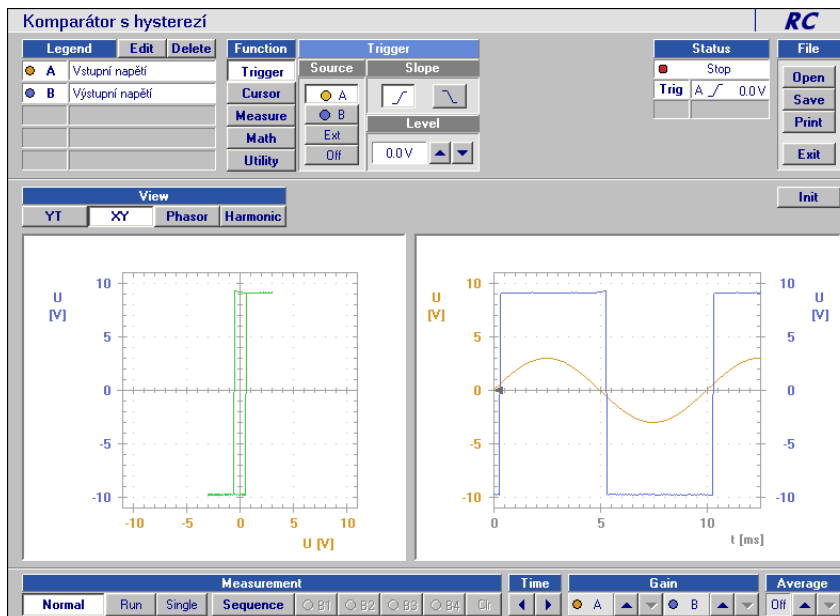 Komparátor s hysterezí
RC
Legend Edit Delete
A Vstupní napětí
B Výstupní napětí
Function
Trigger
Cursor
Measure
Math
Utility
Trigger
Source
A
B
Ext
Off
Slope
Level
0.0 V
Status
Stop
Trig A 0.0 V
File
Open
Save
Print
Exit
Init
View
YT XY Phasor Harmonic
U
[V]
10
5
0
-5
-10
-10 -5 0 5 10
U [V]
U
[V]
10
5
0
-5
-10
0 5 10
t [ms]
U
[V]
10
5
0
-5
-10
Measurement
Normal Run Single Sequence B1 B2 B3 B4 Clr
Time
Gain
A B
Average
Off